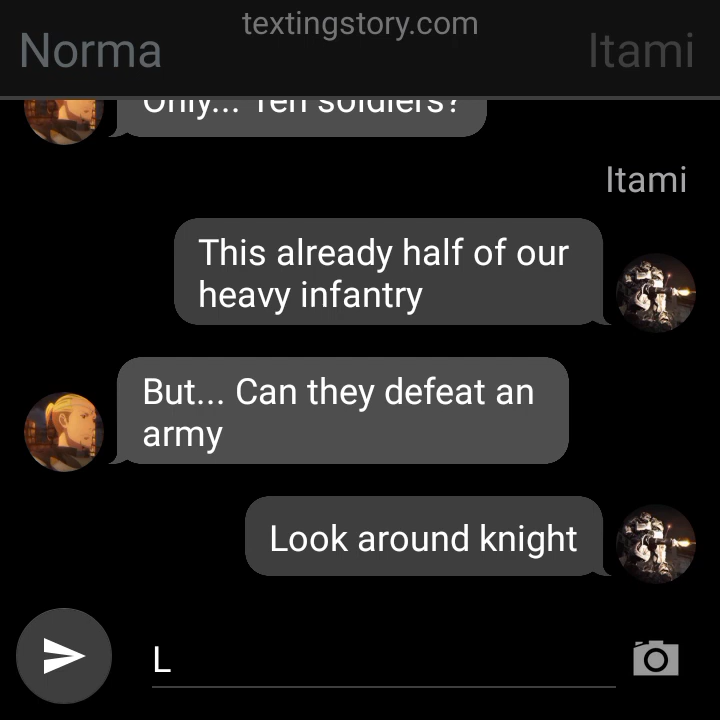 textingstory.com
Norma
Itami
Only... Ten soldiers?
Itami
This already half of our
heavy infantry
But... Can they defeat an
army
Look around knight
L